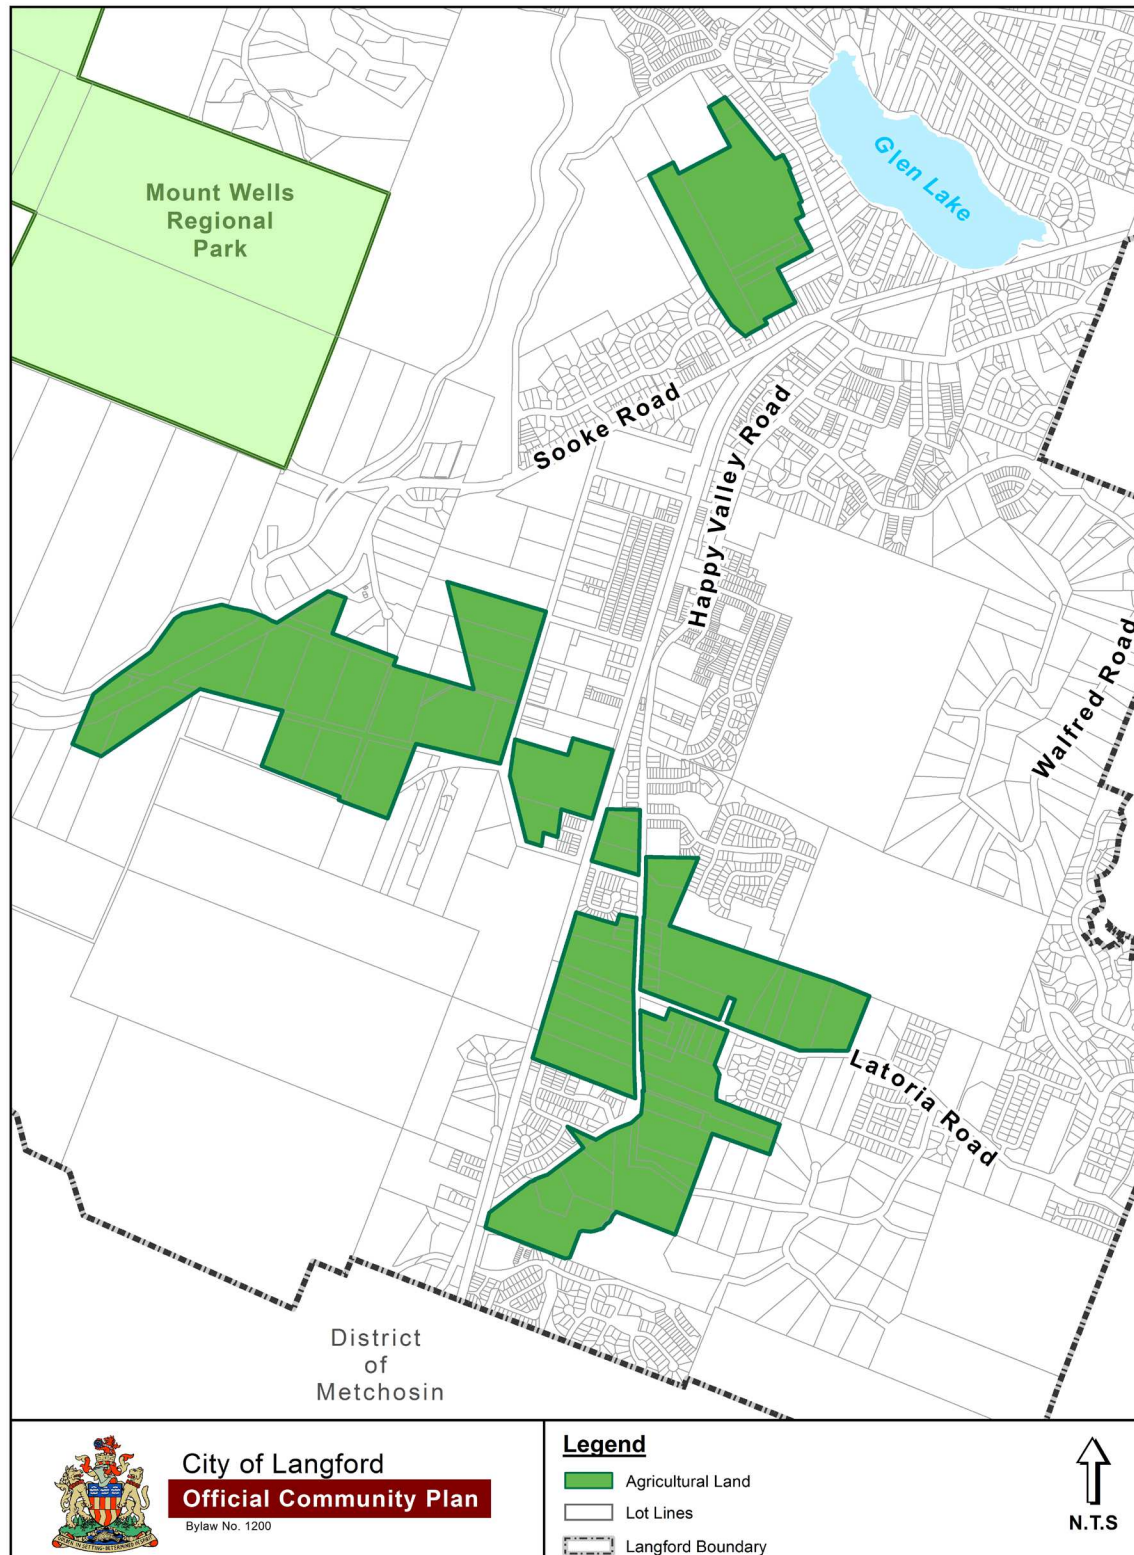 Mount Wells
Regional
Park
Glen Lake
Sooke Road
Happy Valley Road
Walfred Road
Latoria Road
District
of
Metchosin
City of Langford
Official Community Plan
Bylaw No. 1200
Legend
Agricultural Land
Lot Lines
Langford Boundary
N.T.S